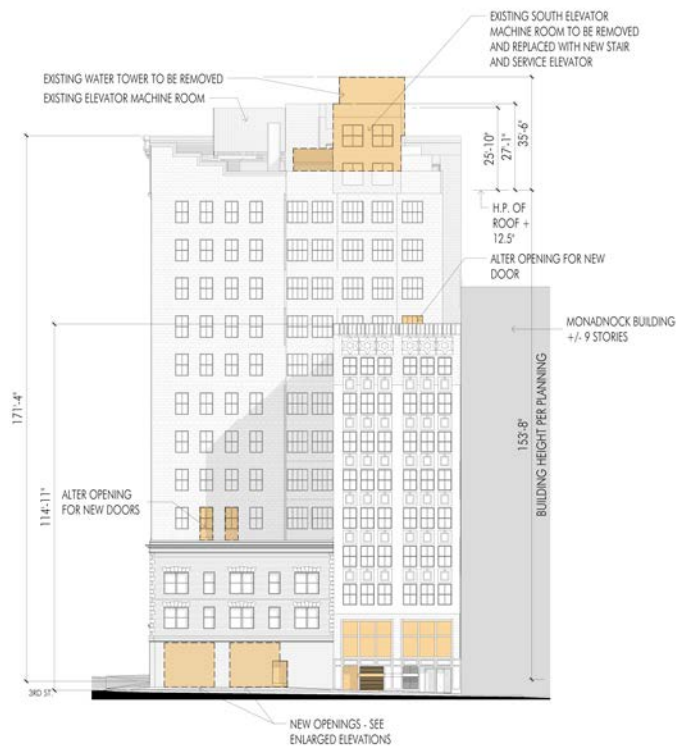 EXISTING SOUTH ELEVATOR
MACHINE ROOM TO BE REMOVED
AND REPLACED WITH NEW STAIR
AND SERVICE ELEVATOR
EXISTING WATER TOWER TO BE REMOVED
EXISTING ELEVATOR MACHINE ROOM
25'-10"
27'-1"
35'-6"
H.P. OF
ROOF +
12.5"
ALTER OPENING FOR NEW
DOOR
MONADNOCK BUILDING
+/- 9 STORIES
171'-4"
114'-11"
153'-8"
BUILDING HEIGHT PER PLANNING
ALTER OPENING
FOR NEW DOORS
3RD ST.
NEW OPENINGS - SEE
ENLARGED ELEVATIONS